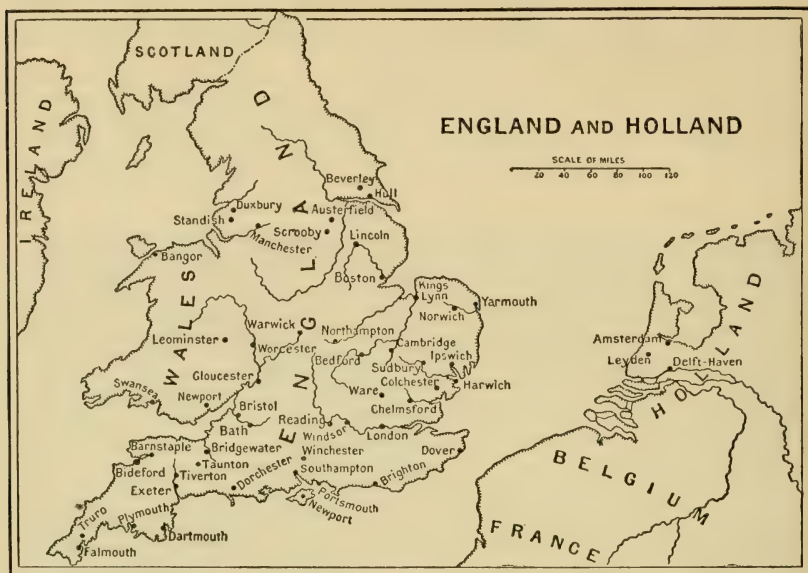 SCOTLAND
IRELAND
ENGLAND AND HOLLAND
SCALE OF MILES
20 40 60 80 100 120
ENGLAND
WALES
Beverley
Hull
Duxbury
Standish
Manchester
Austerfield
Scrooby
Lincoln
Bangor
Boston
Kings
Lynn
Yarmouth
Norwich
Leominster
Warwick
Worcester
Northampton
Cambridge
Bedford
Sudbury
Ipswich
Gloucester
Ware
Colchester
Harwich
Swansea
Newport
Chelmsford
Bristol
Bath
Reading
Windsor
London
Barnstaple
Bridgewater
Winchester
Dover
Bideford
Taunton
Southampton
Tiverton
Dorchester
Brighton
Exeter
Portsmouth
Newport
Truro
Plymouth
Dartmouth
Falmouth
Amsterdam
Leyden
Delft-Haven
HOLLAND
BELGIUM
FRANCE